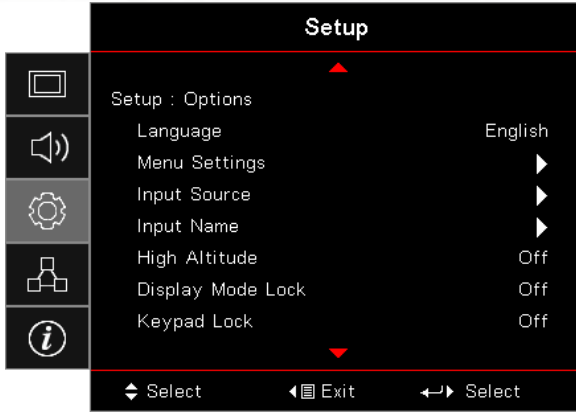 Setup
Setup : Options
Language English
Menu Settings
Input Source
Input Name
High Altitude Off
Display Mode Lock Off
Keypad Lock Off
Select Exit Select